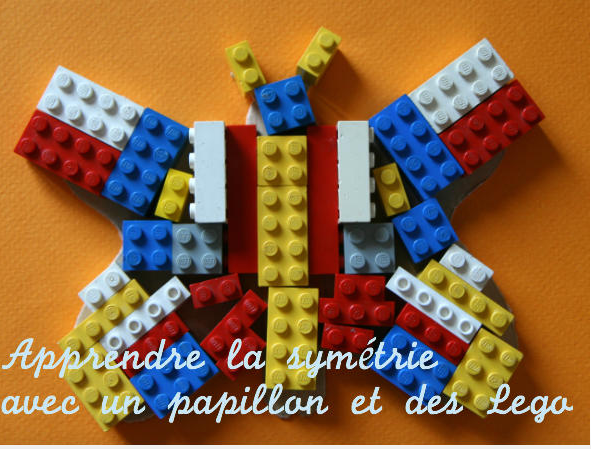 Apprendre la symétrie
avec un papillon et des Lego